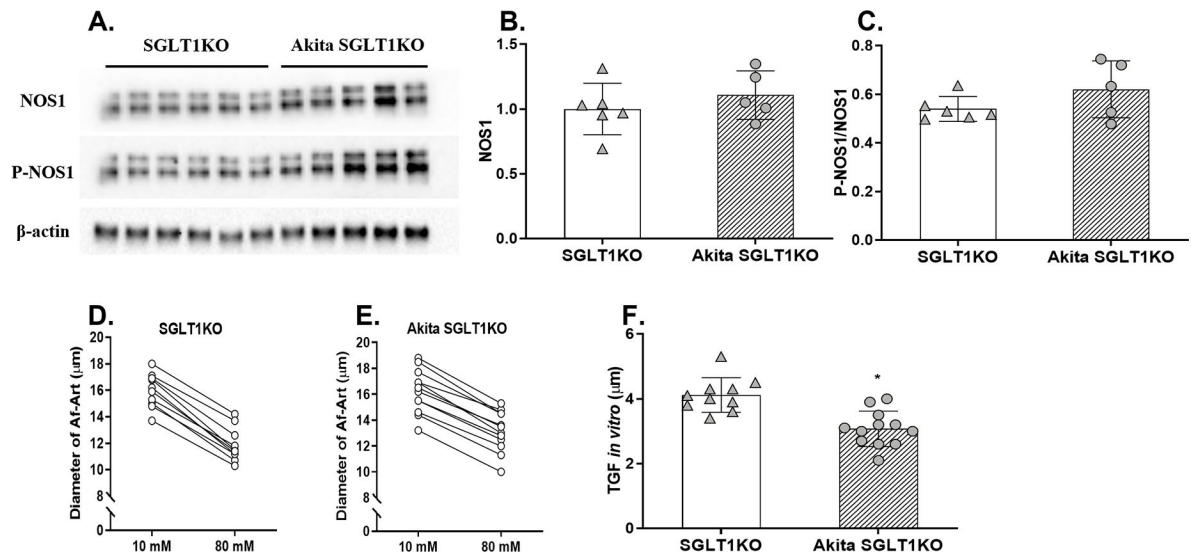 A.
SGLT1KO Akita SGLT1KO
NOS1
P-NOS1
β-actin
B.
NOS1
1.5
1.0
0.5
0.0
SGLT1KO Akita SGLT1KO
C.
P-NOS1/NOS1
0.8
0.6
0.4
0.2
0.0
SGLT1KO Akita SGLT1KO
D.
SGLT1KO
Diameter of Af-Art (μm)
20
18
16
14
12
10
8
0
10 mM 80 mM
E.
Akita SGLT1KO
Diameter of Af-Art (μm)
20
18
16
14
12
10
8
0
10 mM 80 mM
F.
TGF in vitro (μm)
6
4
2
0
*
SGLT1KO Akita SGLT1KO